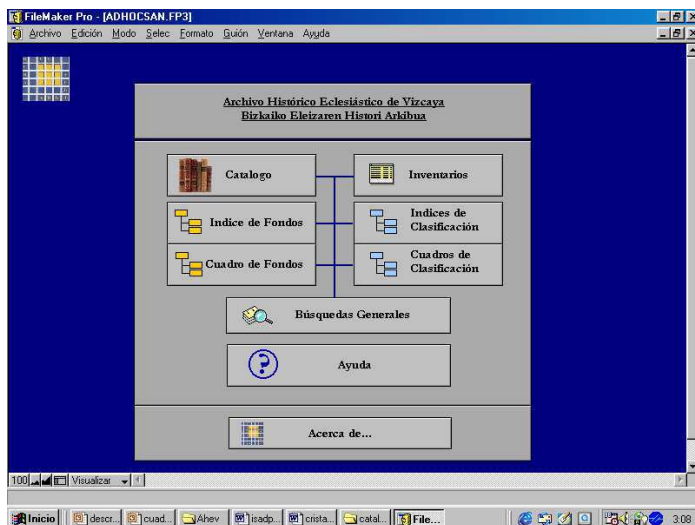 FileMaker Pro - [ADHOCSAN.FP3]
Archivo Edición Modo Selec Formato Guión Ventana Ayuda
Archivo Histórico Eclesiástico de Vizcaya
Bizkaiko Eleizaren Histori Arkibua
Catalogo
Inventarios
Indice de Fondos
Indices de
Clasificación
Cuadro de Fondos
Cuadros de
Clasificación
Búsquedas Generales
Ayuda
Acerca de...
100 Visualizar
Inicio descr... cuad... Ahev isadp... crista... catal... File...